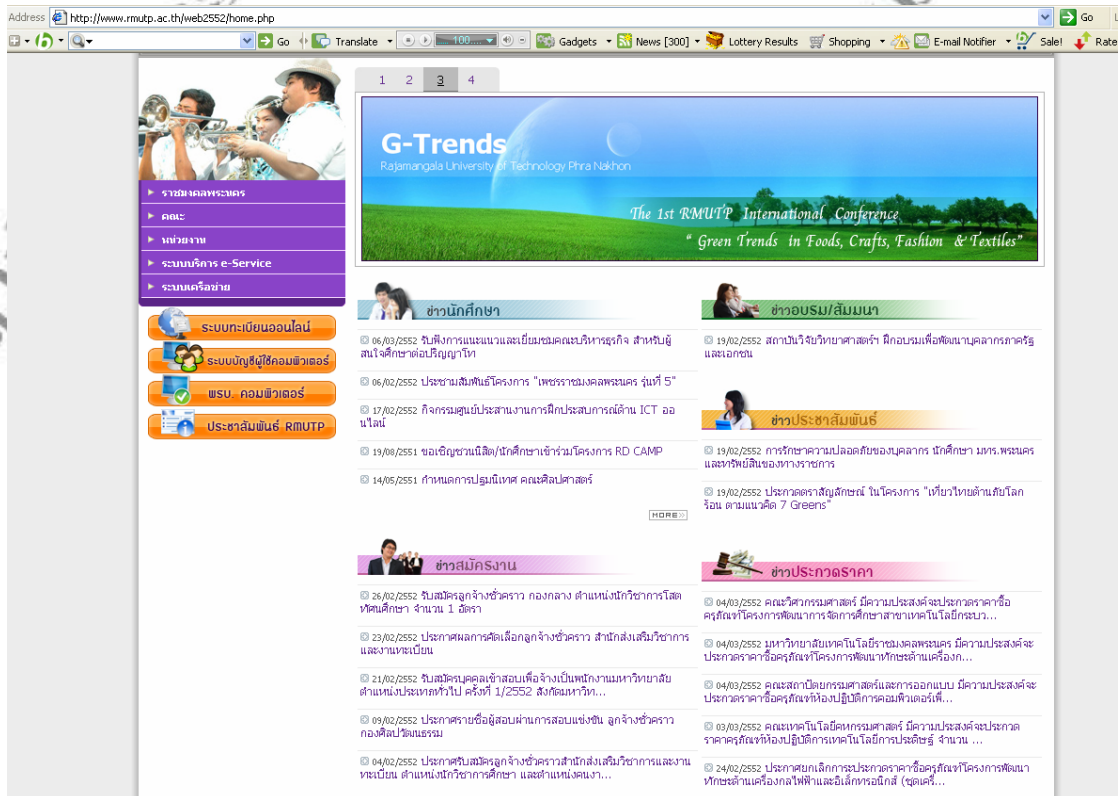 Address http://www.rmutp.ac.th/web2552/home.php Go
Go Translate 100 Gadgets News [300] Lottery Results Shopping E-mail Notifier Sale! Rate
1 2 3 4
G-Trends
Rajamangala University of Technology Phra Nakhon
The 1st RMUTP International Conference
“ Green Trends in Foods, Crafts, Fashion & Textiles”
ราชมงคลพระนคร
คณะ
หน่วยงาน
ระบบบริการ e-Service
ระบบเครือข่าย
ระบบทะเบียนออนไลน์
ระบบบัญชีผู้ใช้คอมพิวเตอร์
พรบ. คอมพิวเตอร์
ประชาสัมพันธ์ RMUTP
ข่าวนักศึกษา
06/03/2552 รับฟังการแนะแนวและเยี่ยมชมคณะบริหารธุรกิจ สำหรับผู้
สนใจศึกษาต่อปริญญาโท
06/02/2552 ประชามสัมพันธ์โครงการ "เพชรราชมงคลพระนคร รุ่นที่ 5"
17/02/2552 กิจกรรมศูนย์ประสานงานการฝึกประสบการณ์ด้าน ICT ออ
นไลน์
19/08/2551 ขอเชิญชวนนิสิต/นักศึกษาเข้าร่วมโครงการ RD CAMP
14/05/2551 กำหนดการปฐมนิเทศ คณะศิลปศาสตร์
MORE
ข่าวอบรม/สัมมนา
19/02/2552 สถาบันวิจัยวิทยาศาสตร์ฯ ฝึกอบรมเพื่อพัฒนาบุคลากรภาครัฐ
และเอกชน
ข่าวประชาสัมพันธ์
19/02/2552 การรักษาความปลอดภัยของบุคลากร นักศึกษา มทร.พระนคร
และทรัพย์สินของทางราชการ
19/02/2552 ประกวดตราสัญลักษณ์ ในโครงการ "เที่ยวไทยต้านภัยโลก
ร้อน ตามแนวคิด 7 Greens"
ข่าวสมัครงาน
26/02/2552 รับสมัครลูกจ้างชั่วคราว กองกลาง ตำแหน่งนักวิชาการโสต
ทัศนศึกษา จำนวน 1 อัตรา
23/02/2552 ประกาศผลการคัดเลือกลูกจ้างชั่วคราว สำนักส่งเสริมวิชาการ
และงานทะเบียน
21/02/2552 รับสมัครบุคคลเข้าสอบเพื่อจ้างเป็นพนักงานมหาวิทยาลัย
ตำแหน่งประเภททั่วไป ครั้งที่ 1/2552 สังกัดมหาวิท...
09/02/2552 ประกาศรายชื่อผู้สอบผ่านการสอบแข่งขัน ลูกจ้างชั่วคราว
กองศิลปวัฒนธรรม
04/02/2552 ประกาศรับสมัครลูกจ้างชั่วคราวสำนักส่งเสริมวิชาการและงาน
ทะเบียน ตำแหน่งนักวิชาการศึกษา และตำแหน่งคนงา...
ข่าวประกวดราคา
04/03/2552 คณะวิศวกรรมศาสตร์ มีความประสงค์จะประกวดราคาซื้อ
ครุภัณฑ์โครงการพัฒนาการจัดการศึกษาสาขาเทคโนโลยีกระบว...
04/03/2552 มหาวิทยาลัยเทคโนโลยีราชมงคลพระนคร มีความประสงค์จะ
ประกวดราคาซื้อครุภัณฑ์โครงการพัฒนาทักษะด้านเครื่องก...
04/03/2552 คณะสถาปัตยกรรมศาสตร์และการออกแบบ มีความประสงค์จะ
ประกวดราคาซื้อครุภัณฑ์ห้องปฏิบัติการคอมพิวเตอร์เพื่...
03/03/2552 คณะเทคโนโลยีคหกรรมศาสตร์ มีความประสงค์จะประกวด
ราคาครุภัณฑ์ห้องปฏิบัติการเทคโนโลยีการประดิษฐ์ จำนวน ...
24/02/2552 ประกาศยกเลิกการประกวดราคาซื้อครุภัณฑ์โครงการพัฒนา
ทักษะด้านเครื่องกลไฟฟ้าและอิเล็กทรอนิกส์ (ชุดเครื่...